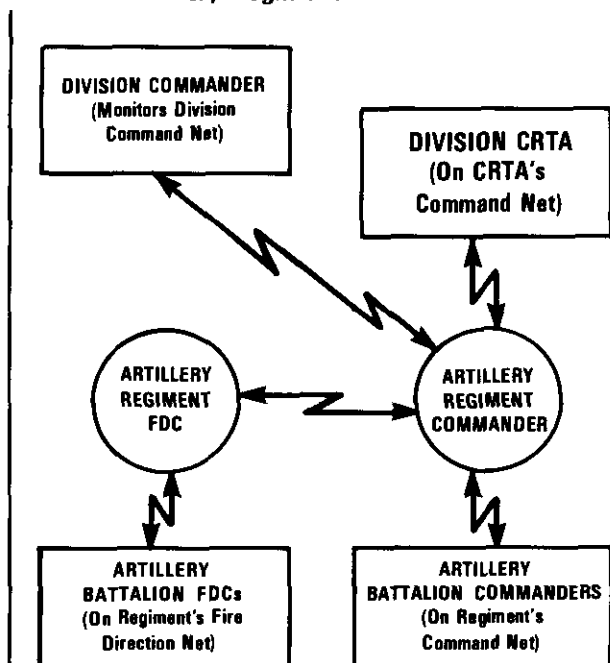 DIVISION COMMANDER
(Monitors Division
Command Net)
DIVISION CRTA
(On CRTA's
Command Net)
ARTILLERY
REGIMENT
FDC
ARTILLERY
REGIMENT
COMMANDER
ARTILLERY
BATTALION FDCs
(On Regiment's Fire
Direction Net)
ARTILLERY
BATTALION COMMANDERS
(On Regiment's
Command Net)